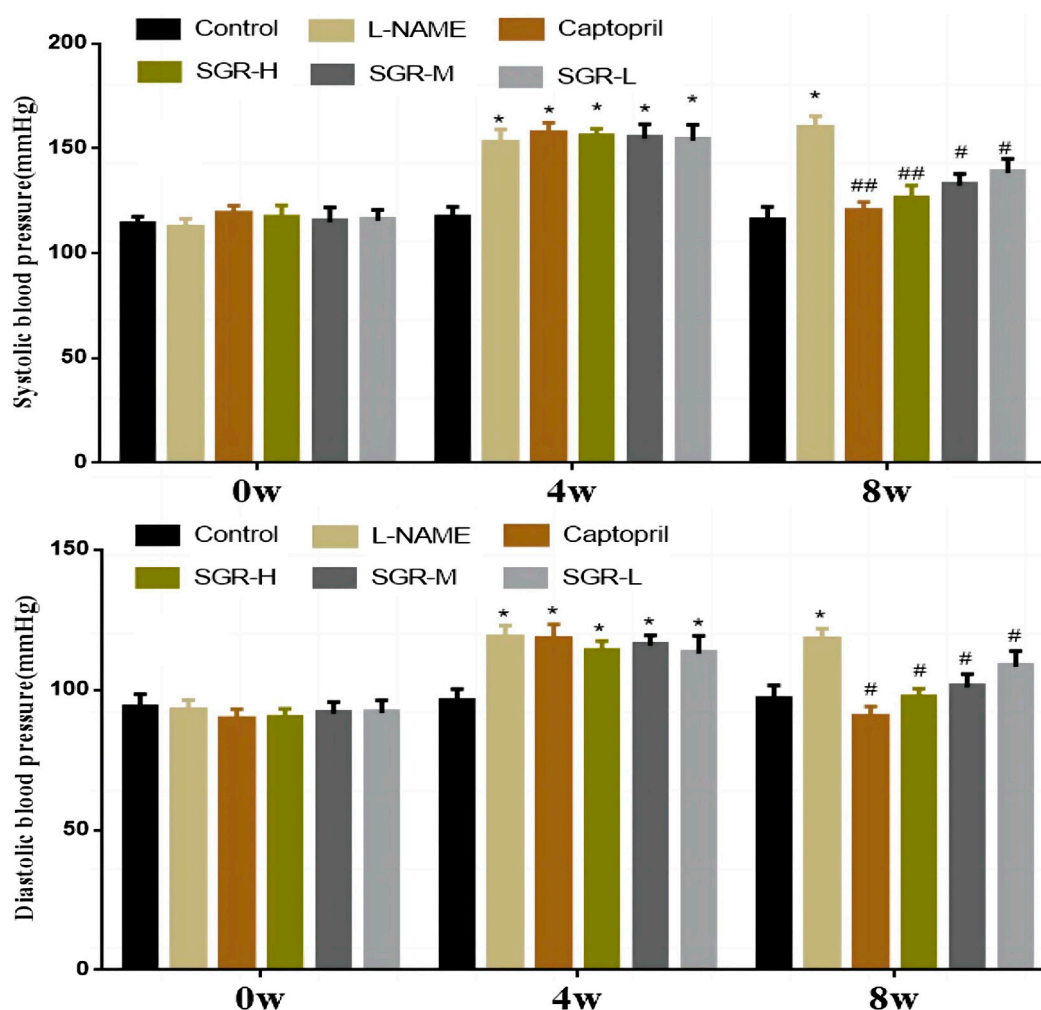 Systolic blood pressure(mmHg)
Control L-NAME Captopril
SGR-H SGR-M SGR-L
200
150
100
50
0
* * * * *
* ## ## # #
0w 4w 8w
Diastolic blood pressure(mmHg)
Control L-NAME Captopril
SGR-H SGR-M SGR-L
150
100
50
0
* * * * *
* # # # #
0w 4w 8w